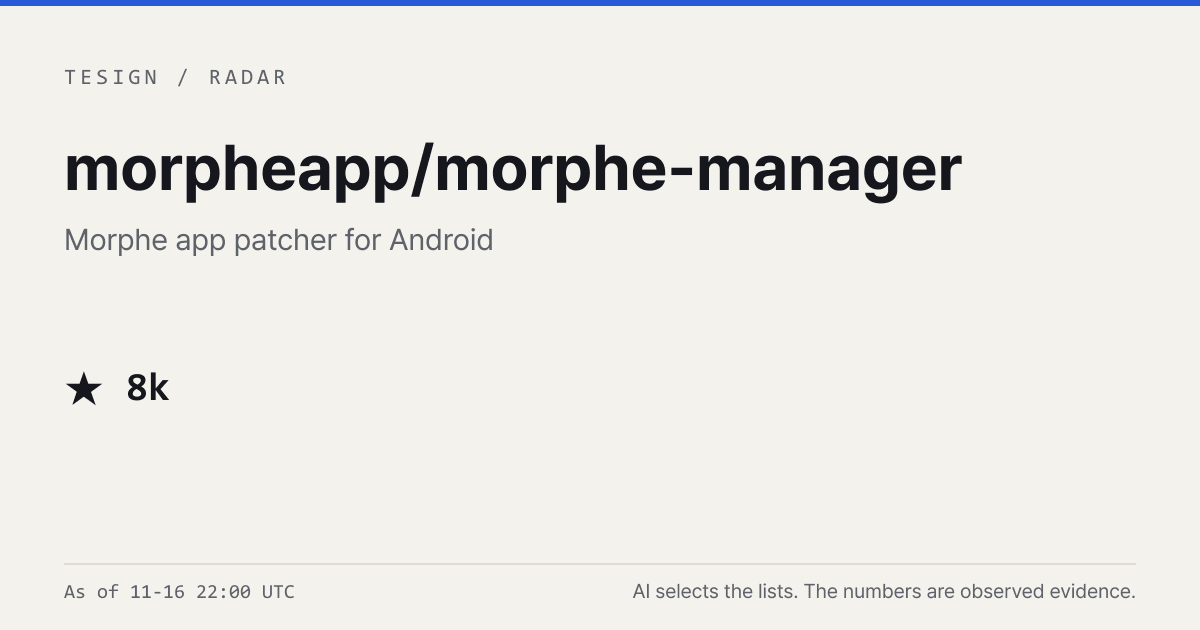 TESIGN / RADAR
morpheapp/morphe-manager
Morphe app patcher for Android
★ 8k
As of 11-16 22:00 UTC
AI selects the lists. The numbers are observed evidence.